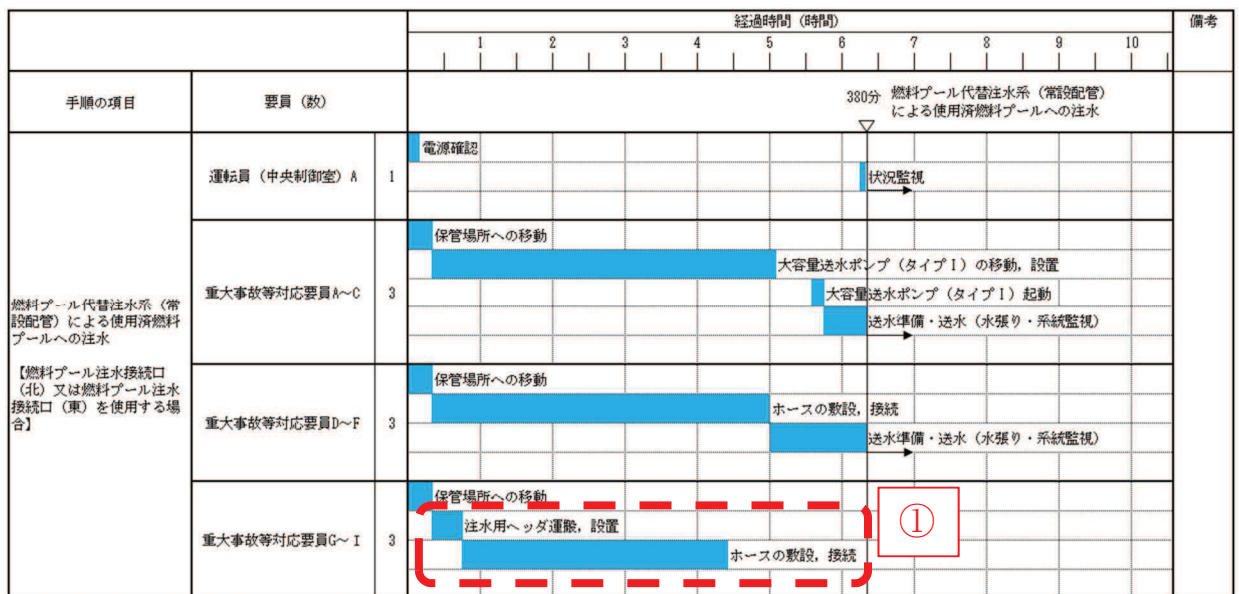 経過時間（時間）
備考
1 2 3 4 5 6 7 8 9 10
手順の項目
要員（数）
380分 燃料プール代替注水系（常設配管）
による使用済燃料プールへの注水
燃料プール代替注水系（常
設配管）による使用済燃料
プールへの注水
【燃料プール注水接続口
（北）又は燃料プール注水
接続口（東）を使用する場
合】
運転員（中央制御室）A
1
電源確認
状況監視
重大事故等対応要員A～C
3
保管場所への移動
大容量送水ポンプ（タイプⅠ）の移動，設置
大容量送水ポンプ（タイプⅠ）起動
送水準備・送水（水張り・系統監視）
重大事故等対応要員D～F
3
保管場所への移動
ホースの敷設，接続
送水準備・送水（水張り・系統監視）
重大事故等対応要員G～I
3
保管場所への移動
注水用ヘッダ運搬，設置
ホースの敷設，接続
①